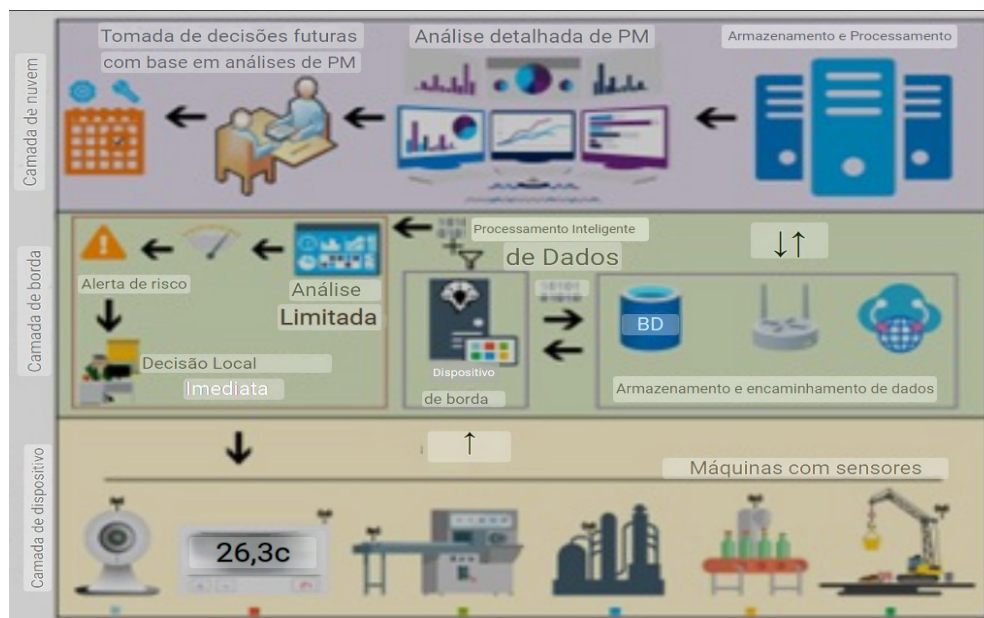 Camada de nuvem
Tomada de decisões futuras
com base em análises de PM
Análise detalhada de PM
Armazenamento e Processamento
Camada de borda
Alerta de risco
Decisão Local
Imediata
Análise
Limitada
Processamento Inteligente
de Dados
Dispositivo
de borda
↓↑
BD
Armazenamento e encaminhamento de dados
Camada de dispositivo
↑
Máquinas com sensores
26,3c